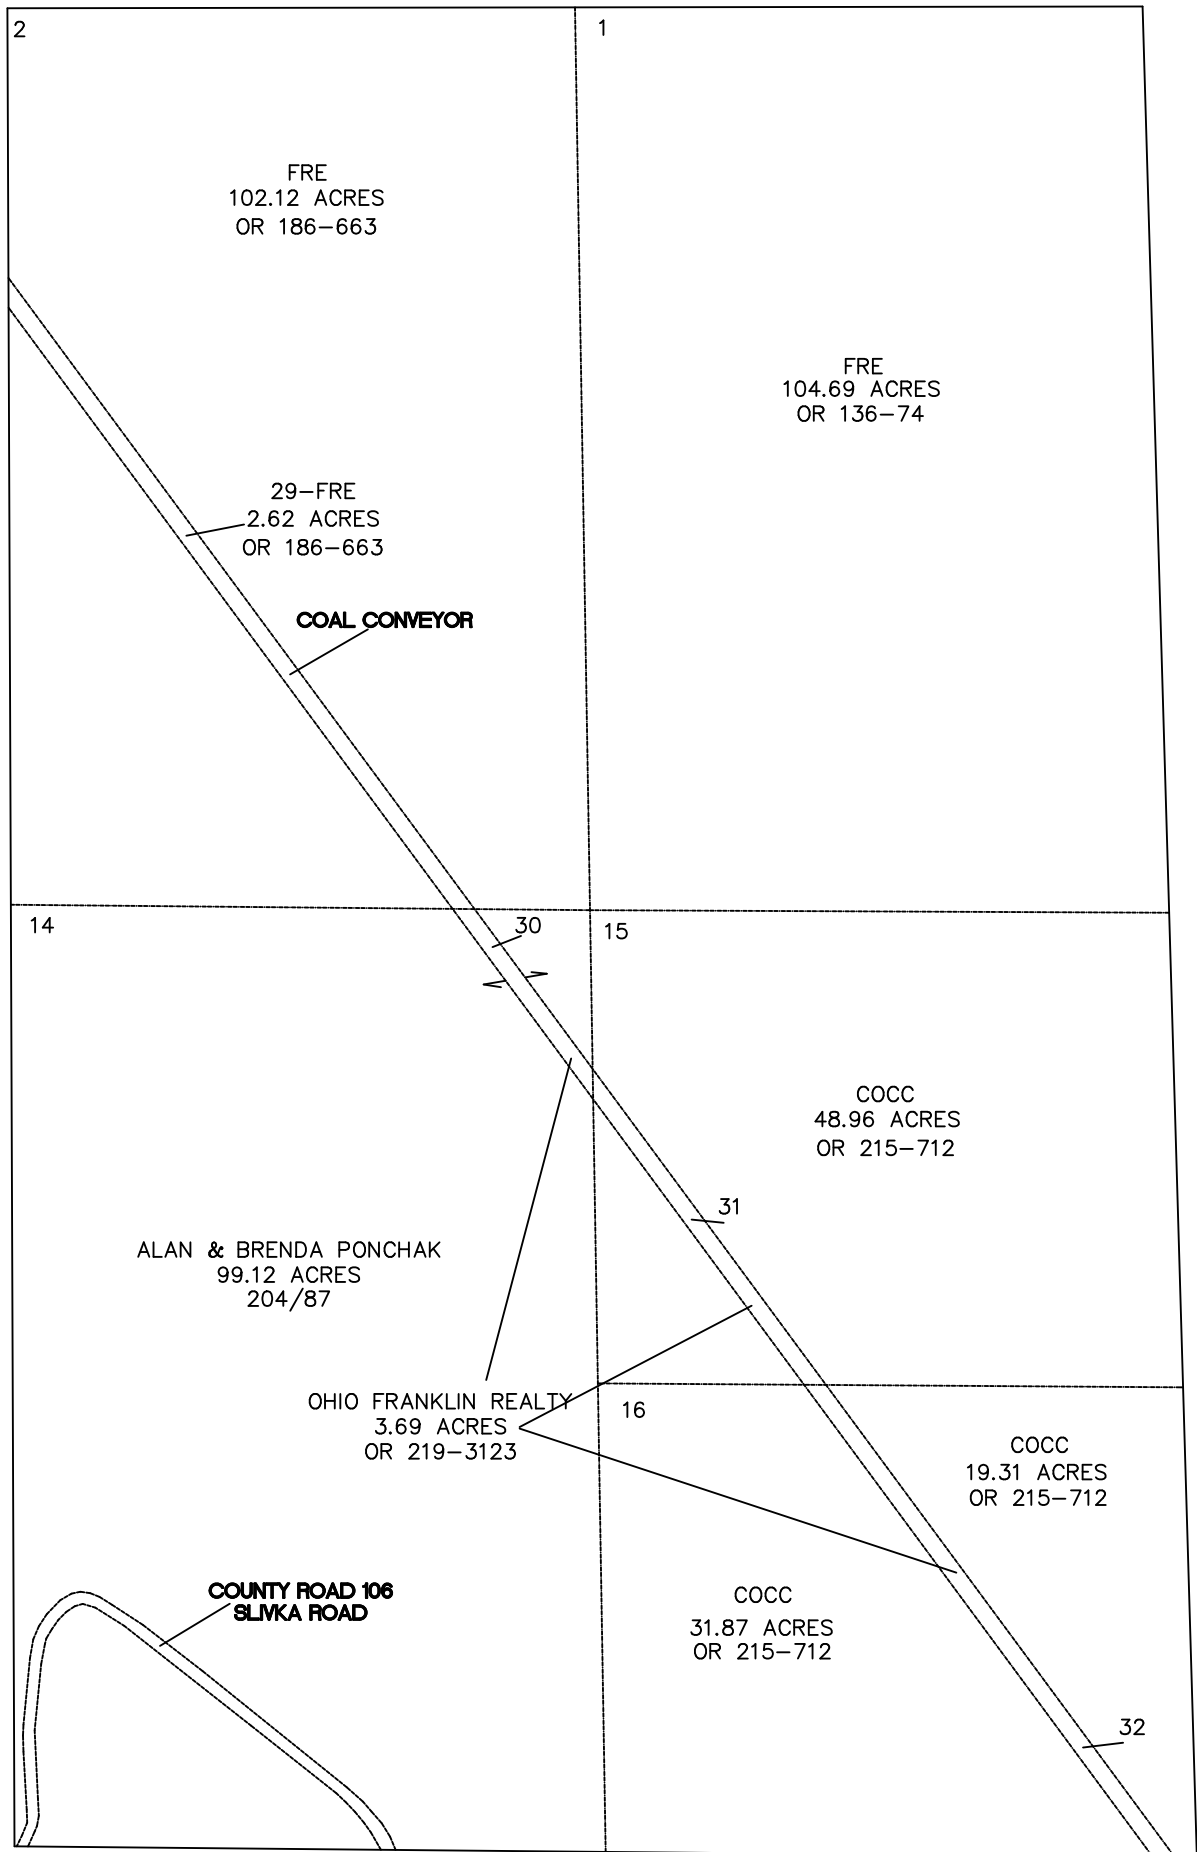 2
1
FRE
102.12 ACRES
OR 186-663
FRE
104.69 ACRES
OR 136-74
29-FRE
2.62 ACRES
OR 186-663
COAL CONVEYOR
14
30
15
COCC
48.96 ACRES
OR 215-712
31
ALAN & BRENDA PONCHAK
99.12 ACRES
204/87
OHIO FRANKLIN REALTY
3.69 ACRES
OR 219-3123
16
COCC
19.31 ACRES
OR 215-712
COUNTY ROAD 106
SLIVKA ROAD
COCC
31.87 ACRES
OR 215-712
32